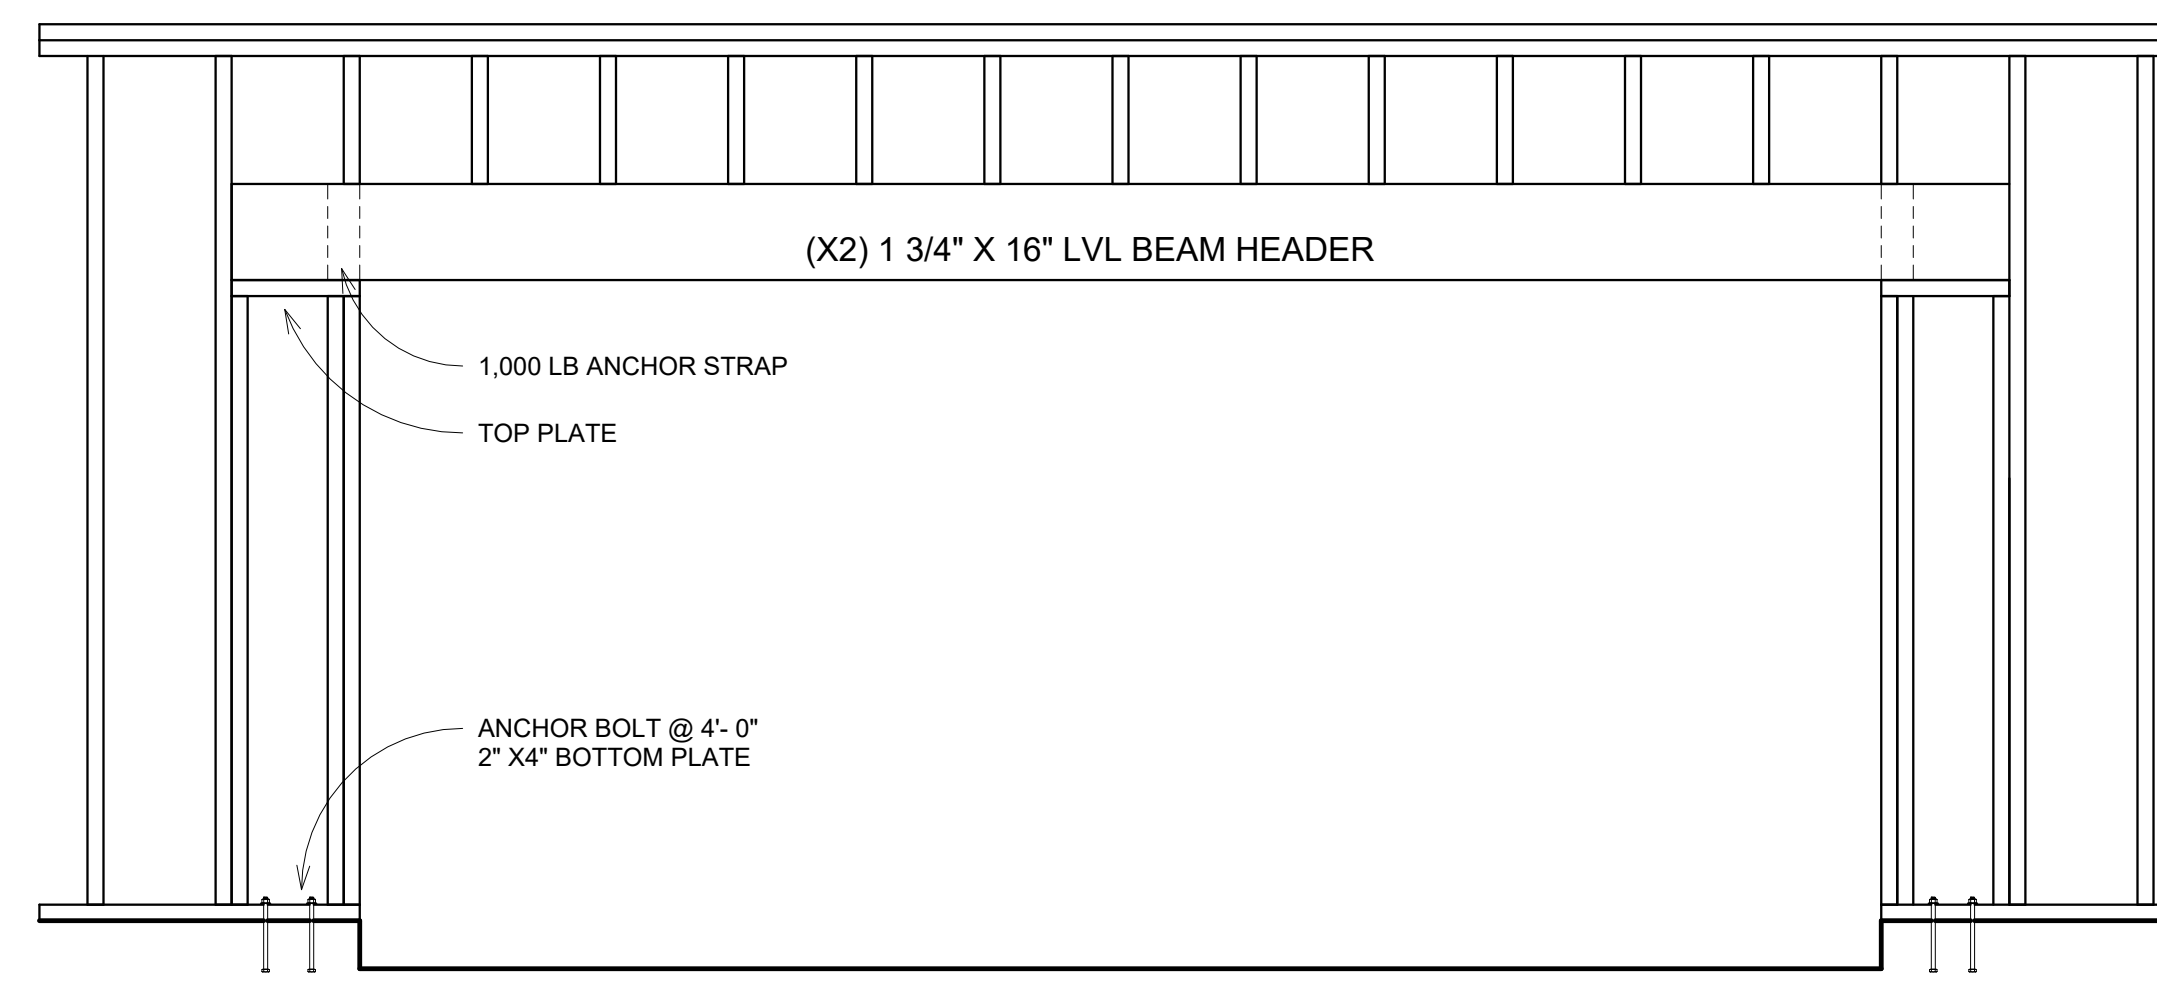 (X2) 1 3/4" X 16" LVL BEAM HEADER
1,000 LB ANCHOR STRAP
TOP PLATE
ANCHOR BOLT @ 4'- 0"
2" X4" BOTTOM PLATE